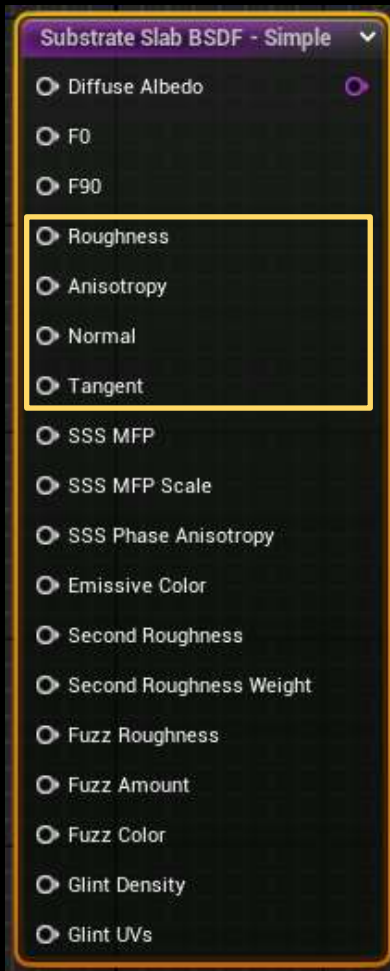 Substrate Slab BSDF - Simple
Diffuse Albedo
F0
F90
Roughness
Anisotropy
Normal
Tangent
SSS MFP
SSS MFP Scale
SSS Phase Anisotropy
Emissive Color
Second Roughness
Second Roughness Weight
Fuzz Roughness
Fuzz Amount
Fuzz Color
Glint Density
Glint UVs